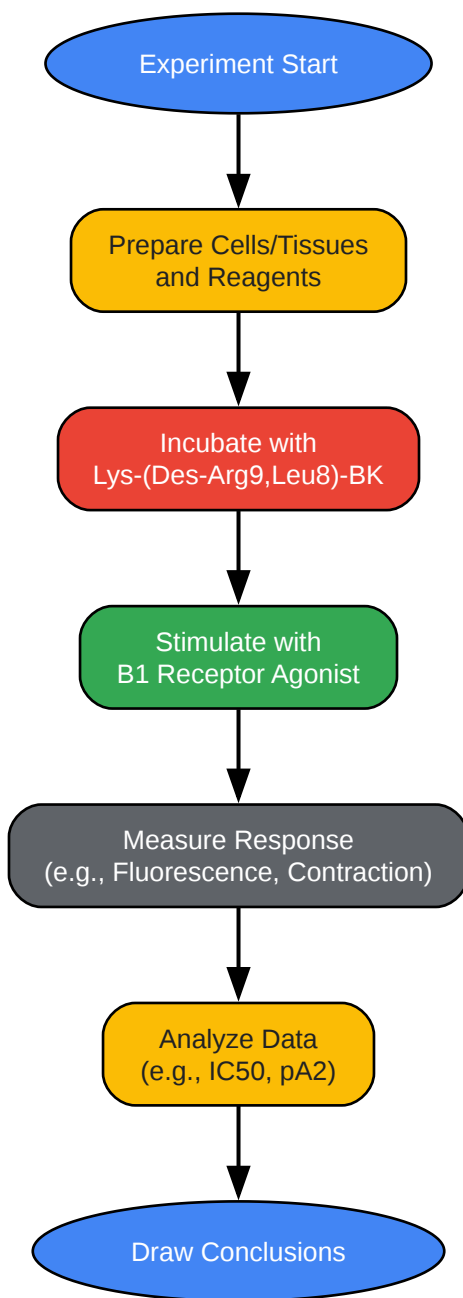 Experiment Start
Prepare Cells/Tissues
and Reagents
Incubate with
Lys-(Des-Arg9,Leu8)-BK
Stimulate with
B1 Receptor Agonist
Measure Response
(e.g., Fluorescence, Contraction)
Analyze Data
(e.g., IC50, pA2)
Draw Conclusions